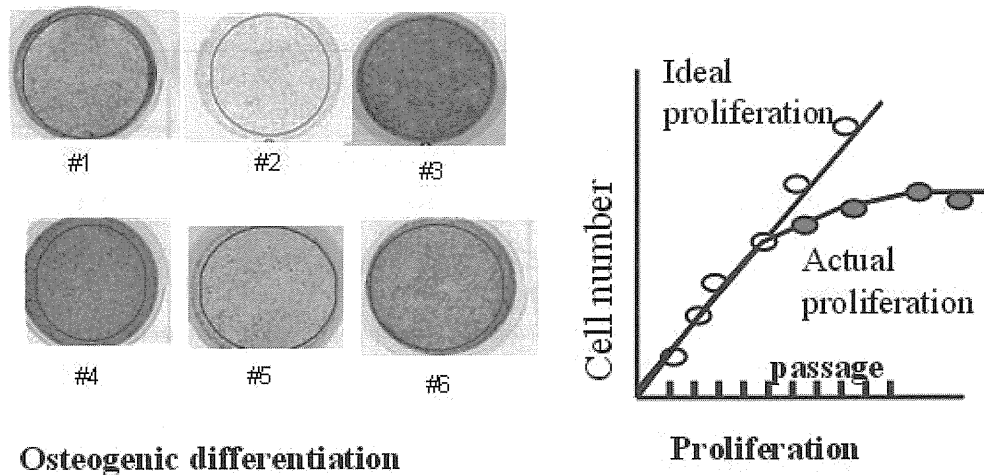 #1
#2
#3
#4
#5
#6
Osteogenic differentiation
Ideal
proliferation
Cell number
Actual
proliferation
passage
Proliferation